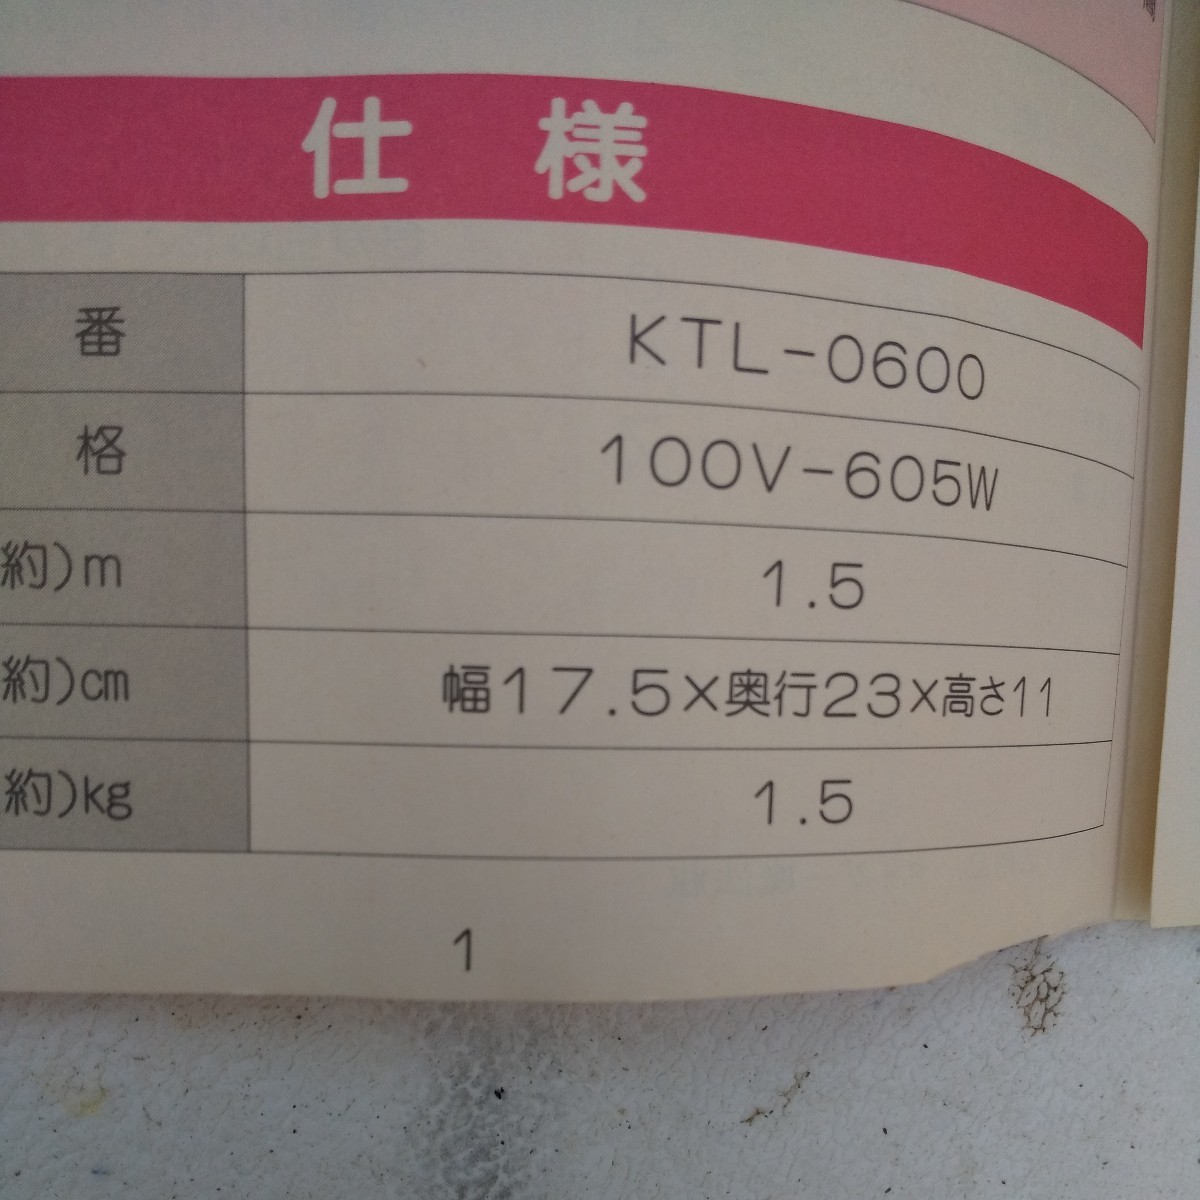 仕様
番 KTL-0600
格 100V-605W
約)m 1.5
約)cm 幅17.5×奥行23×高さ11
約)kg 1.5
1